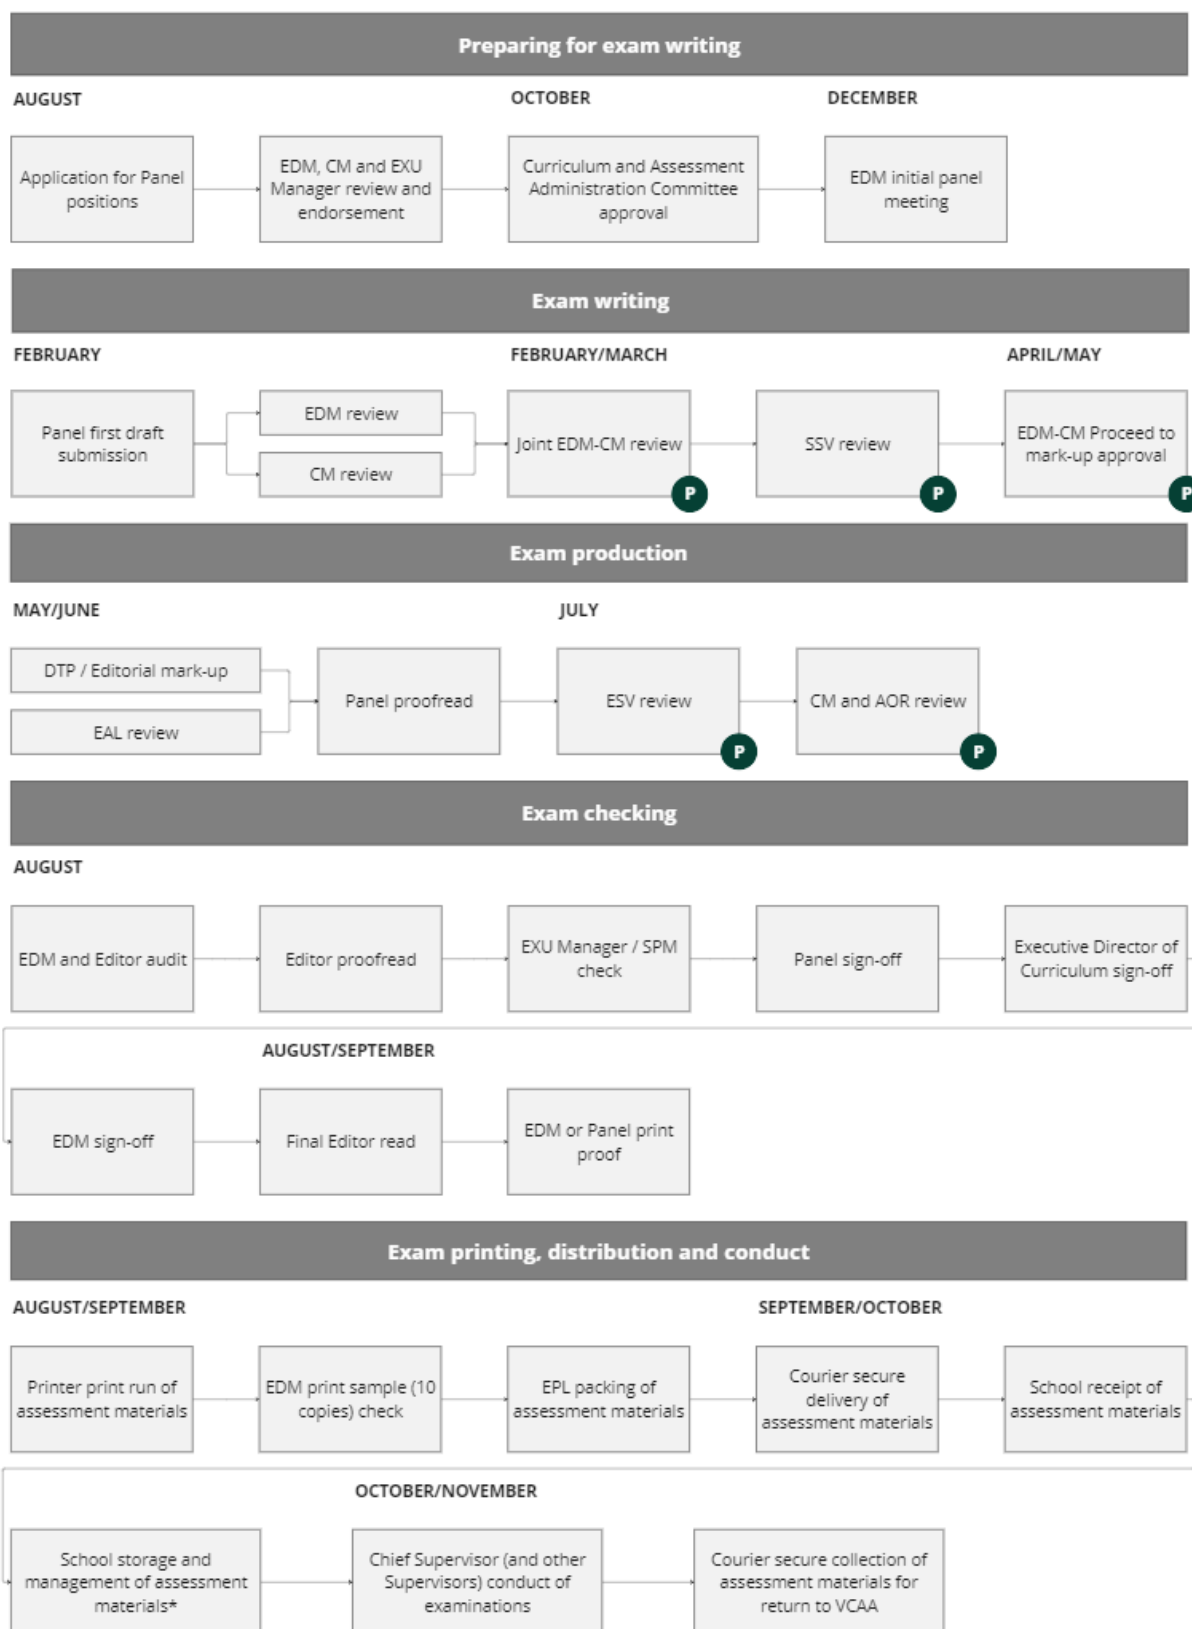 Preparing for exam writing
AUGUST
OCTOBER
DECEMBER
Application for Panel
positions
EDM, CM and EXU
Manager review and
endorsement
Curriculum and Assessment
Administration Committee
approval
EDM initial panel
meeting
Exam writing
FEBRUARY
FEBRUARY/MARCH
APRIL/MAY
Panel first draft
submission
EDM review
CM review
Joint EDM-CM review
P
SSV review
P
EDM-CM Proceed to
mark-up approval
P
Exam production
MAY/JUNE
JULY
DTP / Editorial mark-up
EAL review
Panel proofread
ESV review
P
CM and AOR review
P
Exam checking
AUGUST
EDM and Editor audit
Editor proofread
EXU Manager / SPM
check
Panel sign-off
Executive Director of
Curriculum sign-off
AUGUST/SEPTEMBER
EDM sign-off
Final Editor read
EDM or Panel print
proof
Exam printing, distribution and conduct
AUGUST/SEPTEMBER
SEPTEMBER/OCTOBER
Printer print run of
assessment materials
EDM print sample (10
copies) check
EPL packing of
assessment materials
Courier secure
delivery of
assessment materials
School receipt of
assessment materials
OCTOBER/NOVEMBER
School storage and
management of assessment
materials*
Chief Supervisor (and other
Supervisors) conduct of
examinations
Courier secure collection of
assessment materials for
return to VCAA